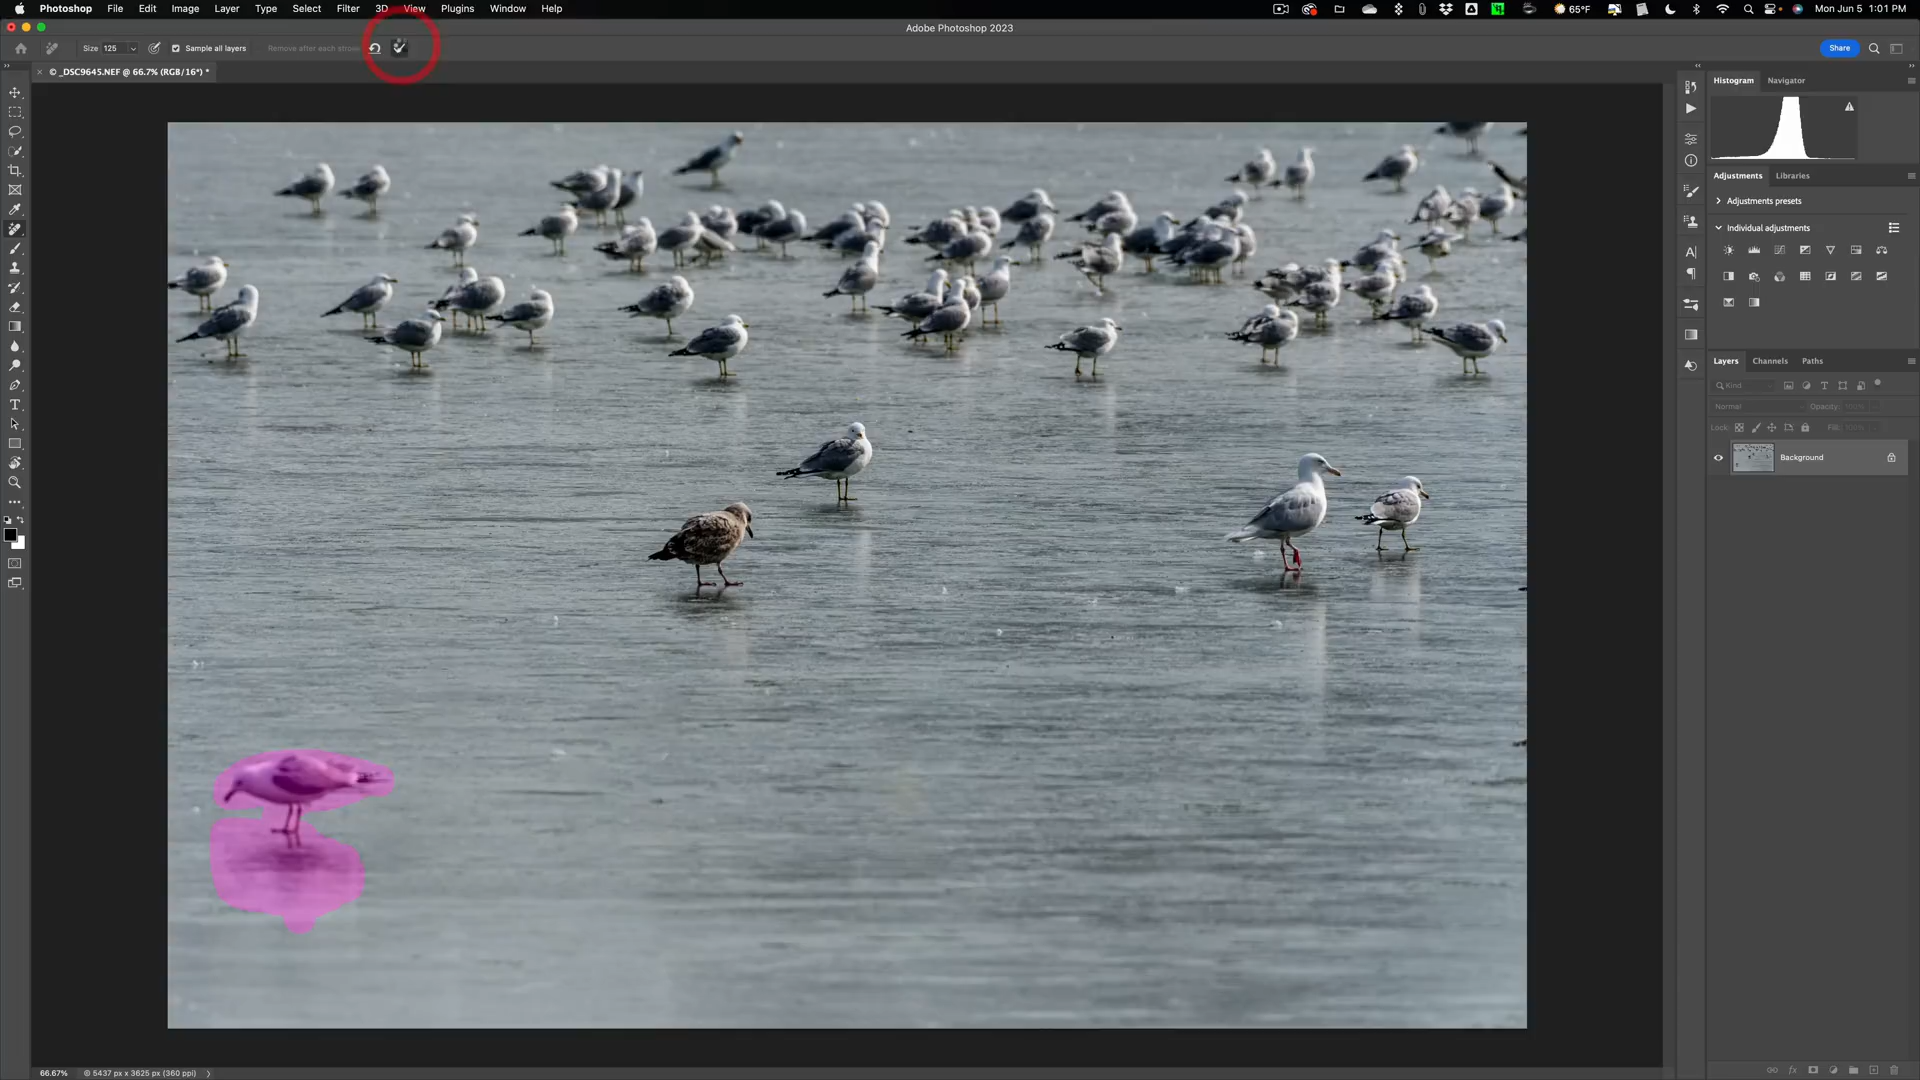 Photoshop File Edit Image Layer Type Select Filter 3D View Plugins Window Help 65°F Mon Jun 5 1:01 PM
Adobe Photoshop 2023
Size 125 Sample all layers Remove after each stroke Share
× © _DSC9645.NEF @ 66.7% (RGB/16*) *
Histogram Navigator
Adjustments Libraries
Adjustments presets
Individual adjustments
Layers Channels Paths
Kind
Normal Opacity: 100%
Lock: Fill: 100%
Background
66.67% 5437 px x 3625 px (360 ppi)